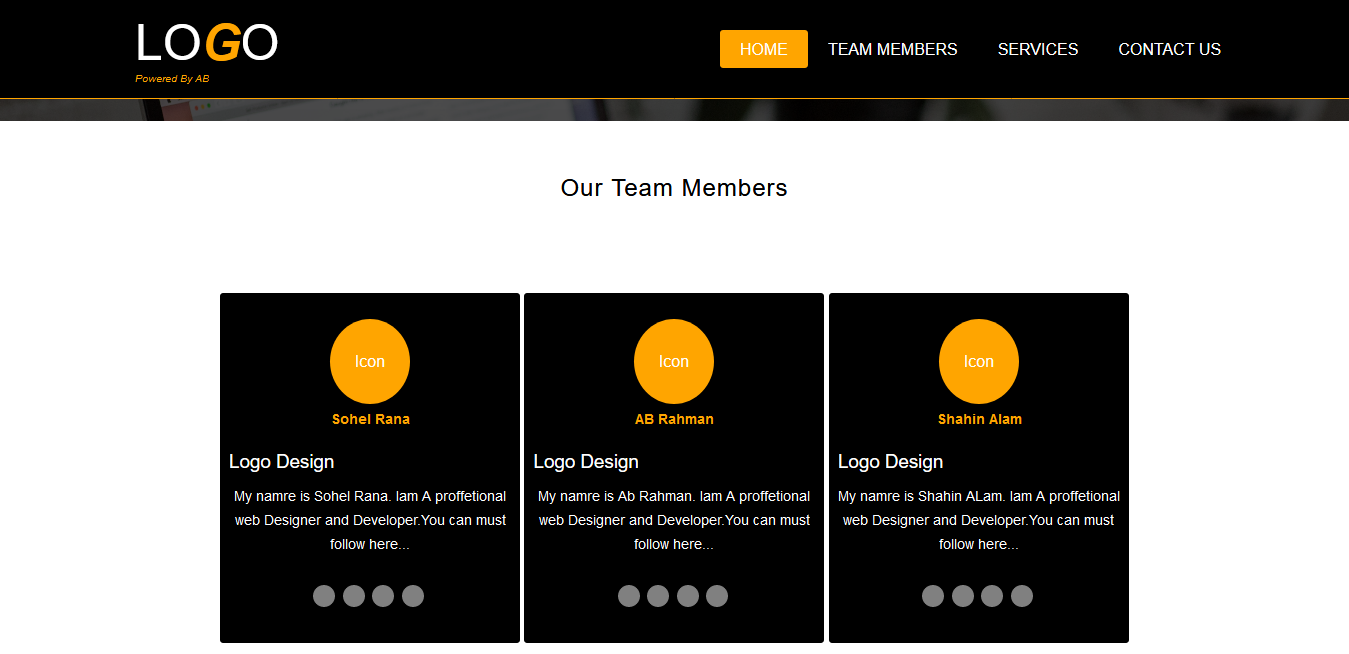 LOGO
Powered By AB
HOME TEAM MEMBERS SERVICES CONTACT US
Our Team Members
Icon
Sohel Rana
Logo Design
My namre is Sohel Rana. Iam A proffetional
web Designer and Developer.You can must
follow here...
Icon
AB Rahman
Logo Design
My namre is Ab Rahman. Iam A proffetional
web Designer and Developer.You can must
follow here...
Icon
Shahin Alam
Logo Design
My namre is Shahin ALam. Iam A proffetional
web Designer and Developer.You can must
follow here...